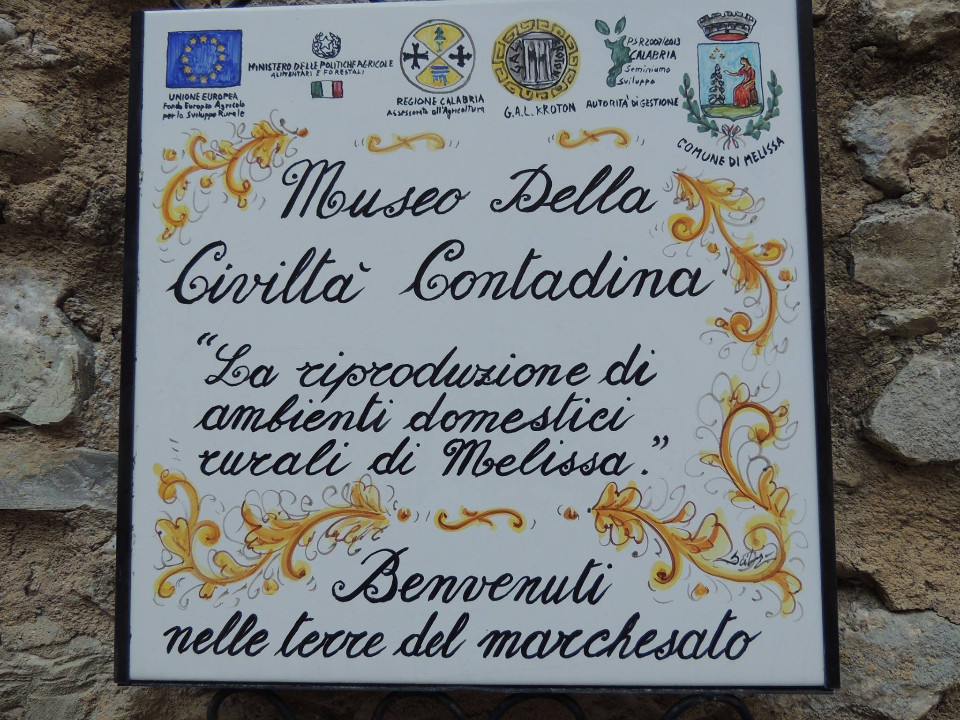 UNIONE EUROPEA
Fondo Europeo Agricolo
per lo Sviluppo Rurale
MINISTERO DELLE POLITICHE AGRICOLE
ALIMENTARI E FORESTALI
REGIONE CALABRIA
Assessorato all'Agricoltura
GAL KROTON
G.A.L. KROTON
PSR 2007/2013
CALABRIA
Seminiamo
Sviluppo
AUTORITÀ DI GESTIONE
COMUNE DI MELISSA
Museo Della
Civiltà Contadina
“La riproduzione di
ambienti domestici
rurali di Melissa.”
Benvenuti
nelle terre del marchesato